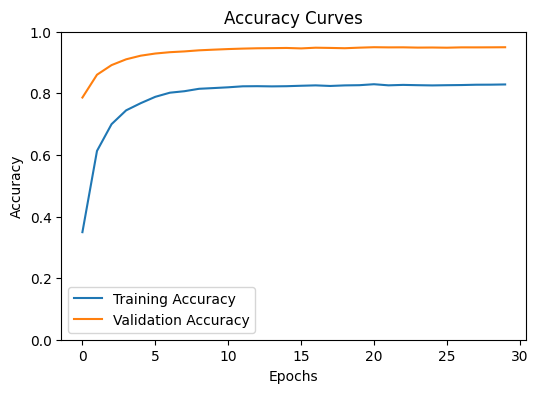 Accuracy Curves
1.0
0.8
0.6
0.4
0.2
0.0
Accuracy
Training Accuracy
Validation Accuracy
0 5 10 15 20 25 30
Epochs